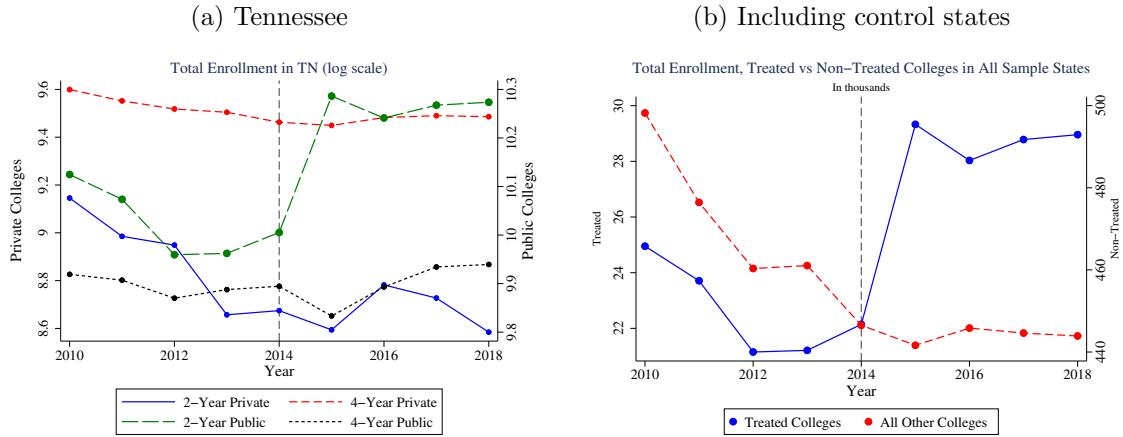 (a) Tennessee
Total Enrollment in TN (log scale)
Private Colleges
9.6
9.4
9.2
9
8.8
8.6
10.3
10.2
10.1
10
9.9
9.8
Public Colleges
2010 2012 2014 2016 2018
Year
2−Year Private 4−Year Private
2−Year Public 4−Year Public
(b) Including control states
Total Enrollment, Treated vs Non−Treated Colleges in All Sample States
In thousands
Treated
30
28
26
24
22
500
480
460
440
Non−Treated
2010 2012 2014 2016 2018
Year
Treated Colleges All Other Colleges